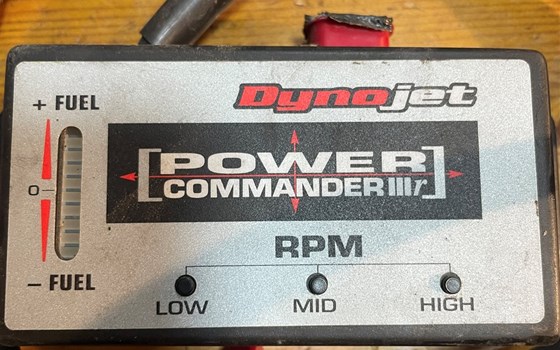 Dynojet
+ FUEL
[POWER
COMMANDER IIIr]
0
RPM
− FUEL
LOW MID HIGH